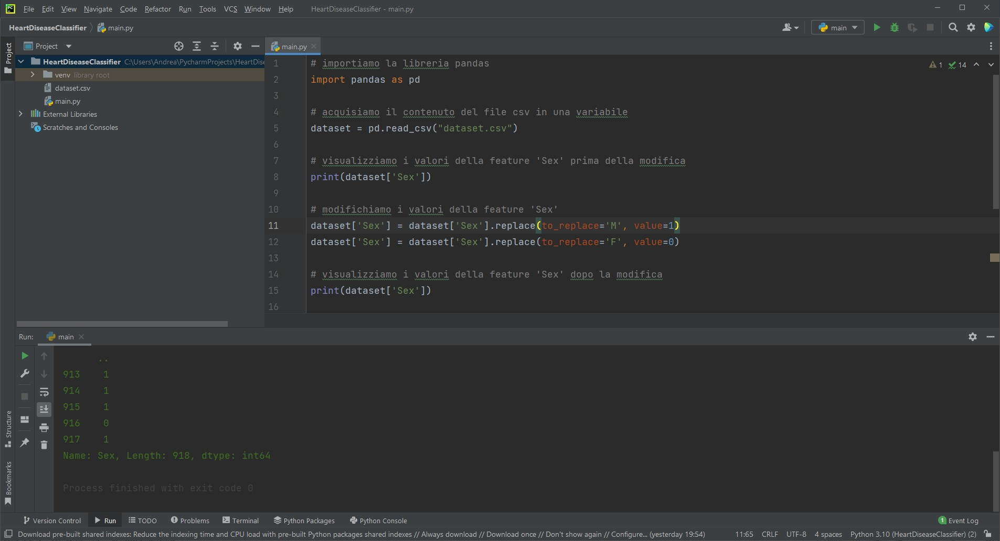 File Edit View Navigate Code Refactor Run Tools VCS Window Help HeartDiseaseClassifier - main.py
HeartDiseaseClassifier main.py main
Project
Project
main.py
HeartDiseaseClassifier C:\Users\Andrea\PycharmProjects\HeartDise
venv library root
dataset.csv
main.py
External Libraries
Scratches and Consoles
1 14
1 # importiamo la libreria pandas
2 import pandas as pd
3
4 # acquisiamo il contenuto del file csv in una variabile
5 dataset = pd.read_csv("dataset.csv")
6
7 # visualizziamo i valori della feature 'Sex' prima della modifica
8 print(dataset['Sex'])
9
10 # modifichiamo i valori della feature 'Sex'
11 dataset['Sex'] = dataset['Sex'].replace(to_replace='M', value=1)
12 dataset['Sex'] = dataset['Sex'].replace(to_replace='F', value=0)
13
14 # visualizziamo i valori della feature 'Sex' dopo la modifica
15 print(dataset['Sex'])
16
Run: main
..
913 1
914 1
915 1
916 0
917 1
Name: Sex, Length: 918, dtype: int64
Process finished with exit code 0
Structure
Bookmarks
Version Control Run TODO Problems Terminal Python Packages Python Console 1 Event Log
Download pre-built shared indexes: Reduce the indexing time and CPU load with pre-built Python packages shared indexes // Always download // Download once // Don't show again // Configure... (yesterday 19:54) 11:65 CRLF UTF-8 4 spaces Python 3.10 (HeartDiseaseClassifier) (2)